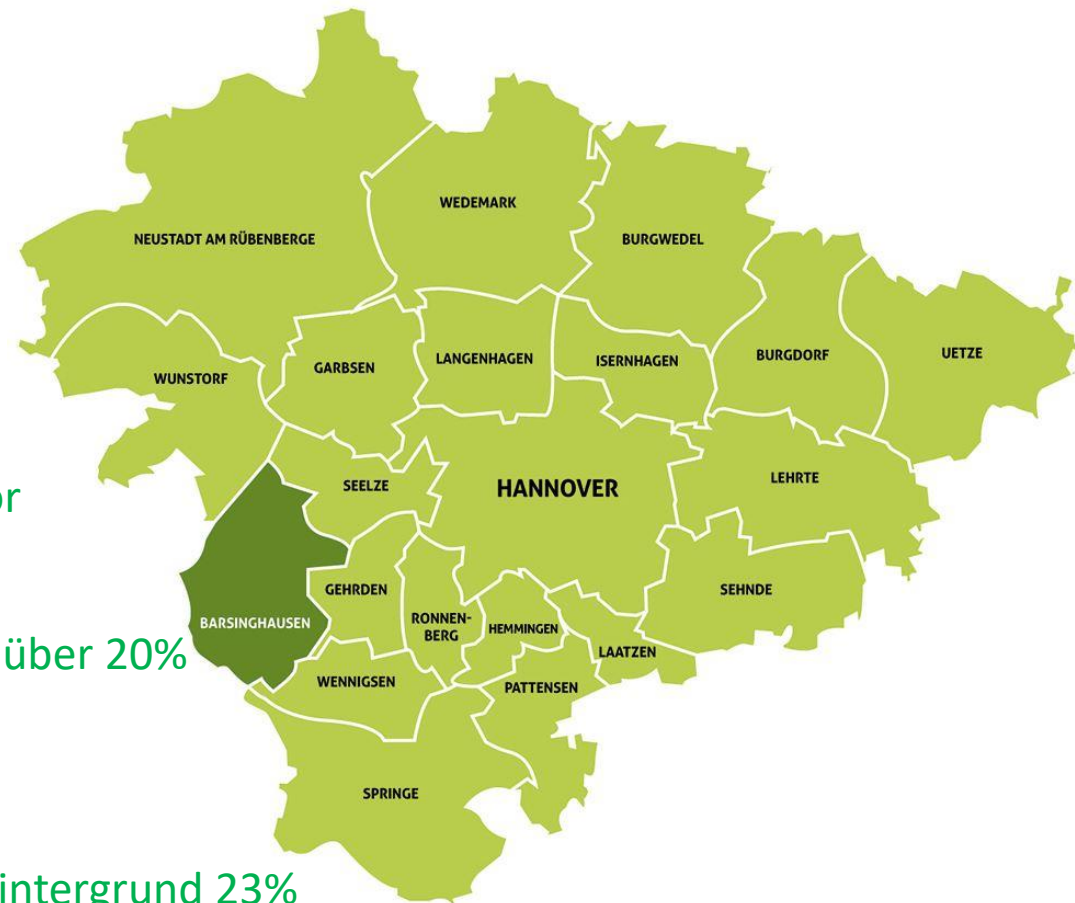 WEDEMARK
NEUSTADT AM RÜBENBERGE
BURGWEDEL
LANGENHAGEN
ISERNHAGEN
BURGDORF
UETZE
GARBSEN
WUNSTORF
SEELZE
HANNOVER
LEHRTE
or
GEHRDEN
SEHNDE
BARSINGHAUSEN
RONNEN-
BERG
HEMMINGEN
LAATZEN
über 20%
WENNIGSEN
PATTENSEN
SPRINGE
intergrund 23%